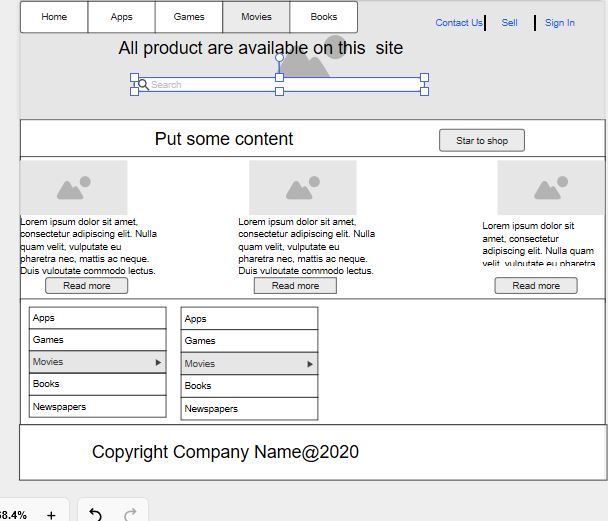 Home Apps Games Movies Books
Contact Us Sell Sign In
All product are available on this site
Search
Put some content
Star to shop
Lorem ipsum dolor sit amet,
consectetur adipiscing elit. Nulla
quam velit, vulputate eu
pharetra nec, mattis ac neque.
Duis vulputate commodo lectus.
Read more
Lorem ipsum dolor sit amet,
consectetur adipiscing elit. Nulla
quam velit, vulputate eu
pharetra nec, mattis ac neque.
Duis vulputate commodo lectus.
Read more
Lorem ipsum dolor sit
amet, consectetur
adipiscing elit. Nulla quam
velit, vulputate eu pharetra
Read more
Apps
Games
Movies
Books
Newspapers
Apps
Games
Movies
Books
Newspapers
Copyright Company Name@2020
8.4% +